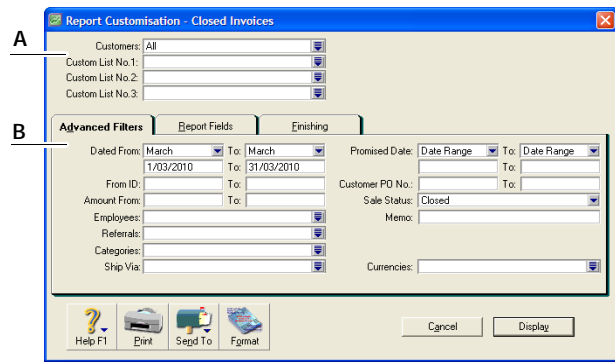 Report Customisation - Closed Invoices
A
Customers: All
Custom List No.1:
Custom List No.2:
Custom List No.3:
B
Advanced Filters Report Fields Finishing
Dated From: March To: March Promised Date: Date Range To: Date Range
1/03/2010 To: 31/03/2010 To:
From ID: To: Customer PO No.: To:
Amount From: To: Sale Status: Closed
Employees: Memo:
Referrals:
Categories:
Ship Via: Currencies:
Help F1 Print Send To Format Cancel Display